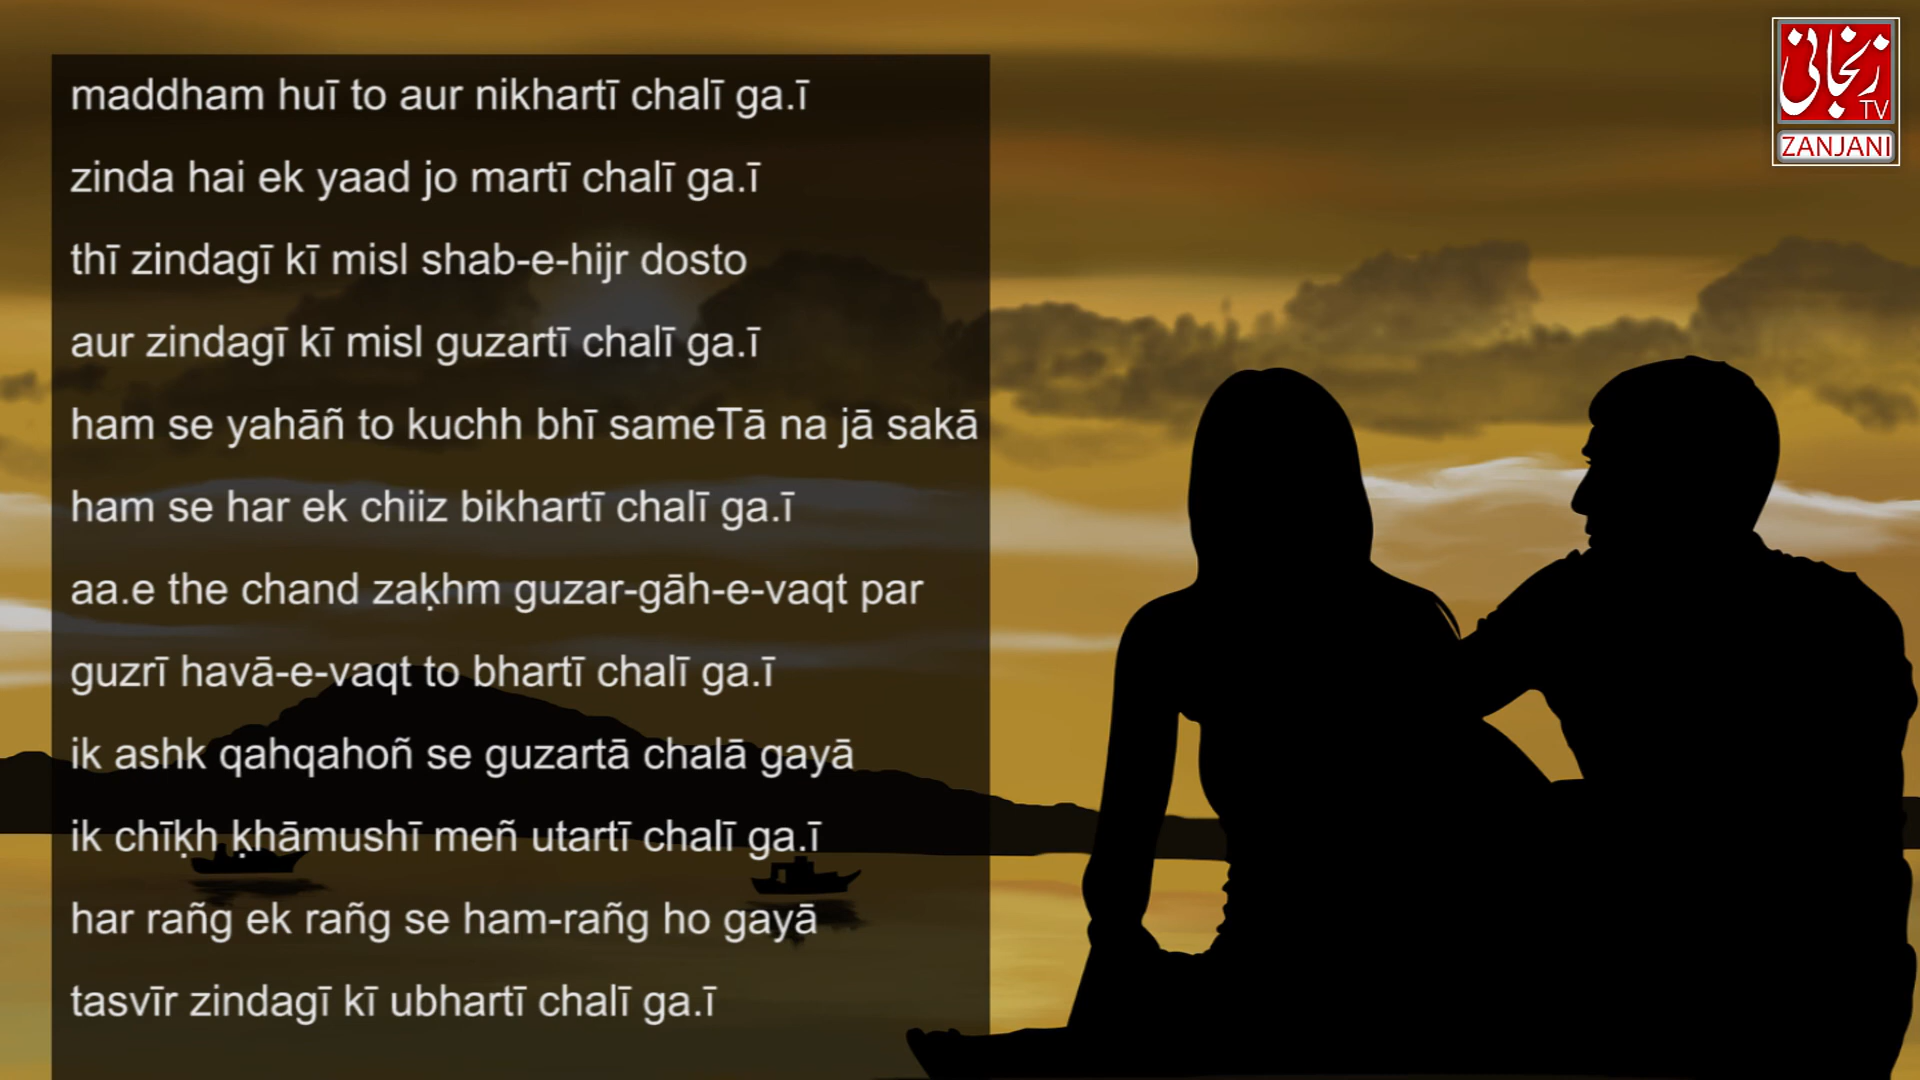 زنجانی
TV
ZANJANI
maddham huī to aur nikhartī chalī ga.ī
zinda hai ek yaad jo martī chalī ga.ī
thī zindagī kī misl shab-e-hijr dosto
aur zindagī kī misl guzartī chalī ga.ī
ham se yahāñ to kuchh bhī sameTā na jā sakā
ham se har ek chiiz bikhartī chalī ga.ī
aa.e the chand zaḳhm guzar-gāh-e-vaqt par
guzrī havā-e-vaqt to bhartī chalī ga.ī
ik ashk qahqahoñ se guzartā chalā gayā
ik chīḳh ḳhāmushī meñ utartī chalī ga.ī
har rañg ek rañg se ham-rañg ho gayā
tasvīr zindagī kī ubhartī chalī ga.ī